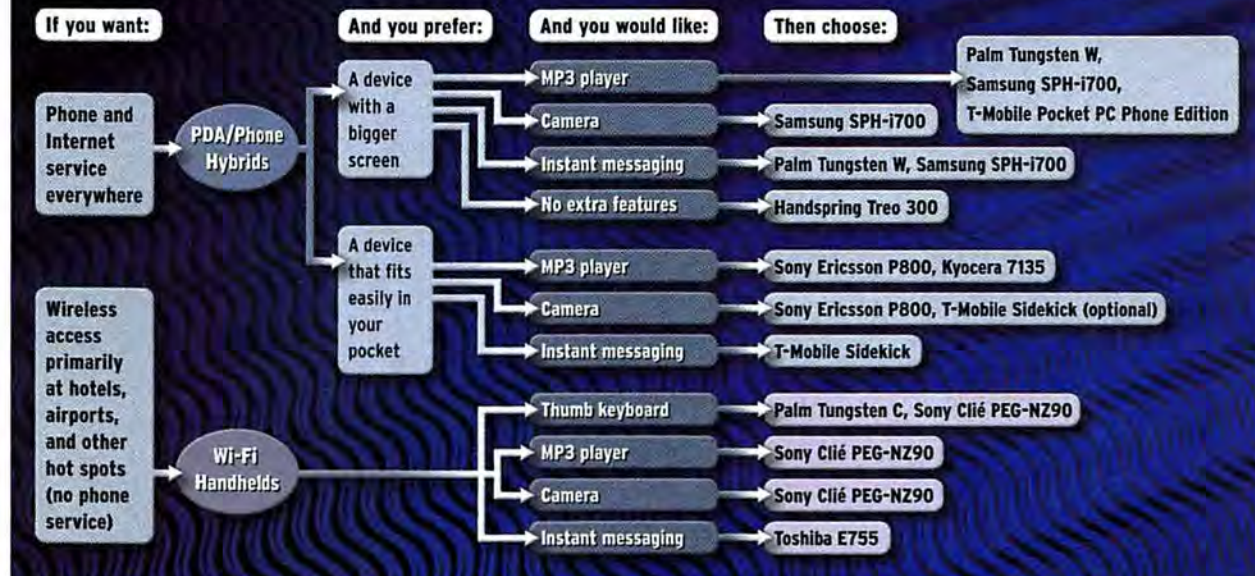 If you want:
And you prefer:
And you would like:
Then choose:
Phone and
Internet
service
everywhere
PDA/Phone
Hybrids
A device
with a
bigger
screen
MP3 player
Palm Tungsten W,
Samsung SPH-i700,
T-Mobile Pocket PC Phone Edition
Camera
Samsung SPH-i700
Instant messaging
Palm Tungsten W, Samsung SPH-i700
No extra features
Handspring Treo 300
A device
that fits
easily in
your
pocket
MP3 player
Sony Ericsson P800, Kyocera 7135
Camera
Sony Ericsson P800, T-Mobile Sidekick (optional)
Instant messaging
T-Mobile Sidekick
Wireless
access
primarily
at hotels,
airports,
and other
hot spots
(no phone
service)
Wi-Fi
Handhelds
Thumb keyboard
Palm Tungsten C, Sony Clié PEG-NZ90
MP3 player
Sony Clié PEG-NZ90
Camera
Sony Clié PEG-NZ90
Instant messaging
Toshiba E755